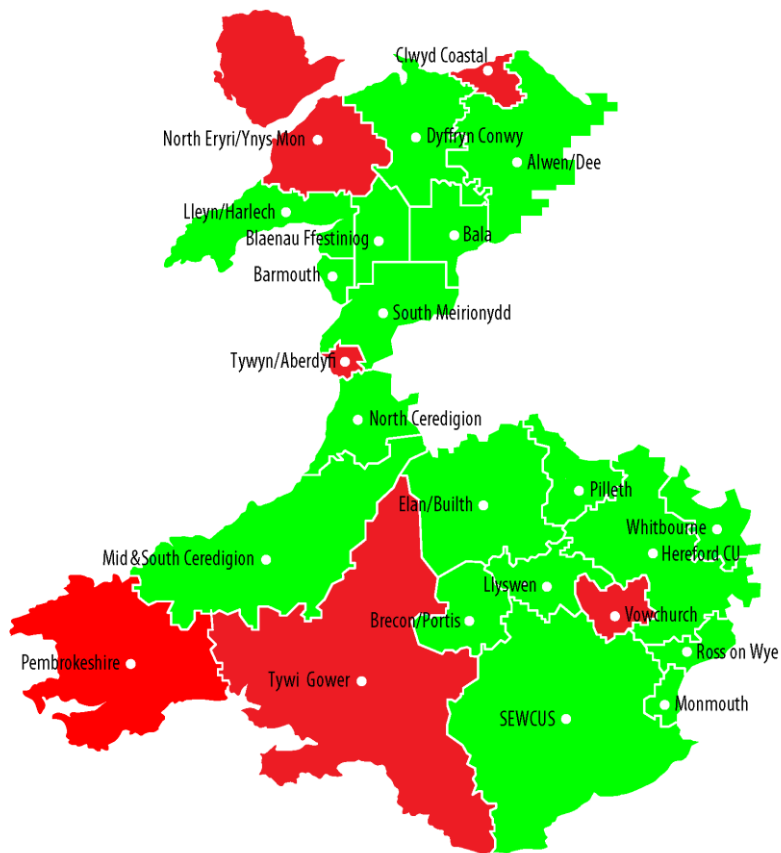 Clwyd Coastal
North Eryri/Ynys Mon
Dyffryn Conwy
Alwen/Dee
Lleyn/Harlech
Blaenau Ffestiniog
Bala
Barmouth
South Meirionydd
Tywyn/Aberdyfi
North Ceredigion
Pilleth
Elan/Builth
Whitbourne
Hereford CU
Mid &South Ceredigion
Llyswen
Brecon/Portis
Vowchurch
Ross on Wye
Pembrokeshire
Tywi Gower
Monmouth
SEWCUS